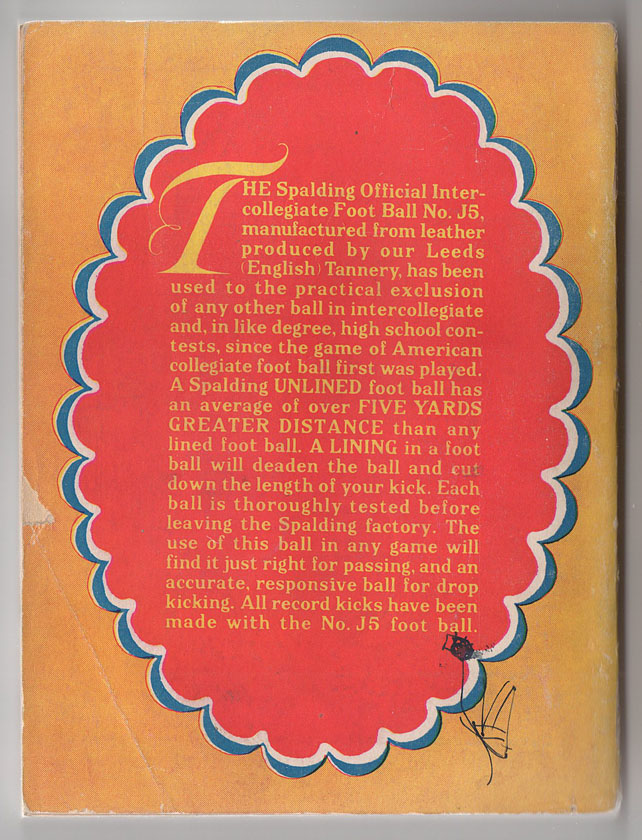 THE Spalding Official Inter-
collegiate Foot Ball No. J5,
manufactured from leather
produced by our Leeds
(English) Tannery, has been
used to the practical exclusion
of any other ball in intercollegiate
and, in like degree, high school con-
tests, since the game of American
collegiate foot ball first was played.
A Spalding UNLINED foot ball has
an average of over FIVE YARDS
GREATER DISTANCE than any
lined foot ball. A LINING in a foot
ball will deaden the ball and cut
down the length of your kick. Each
ball is thoroughly tested before
leaving the Spalding factory. The
use of this ball in any game will
find it just right for passing, and an
accurate, responsive ball for drop
kicking. All record kicks have been
made with the No. J5 foot ball.